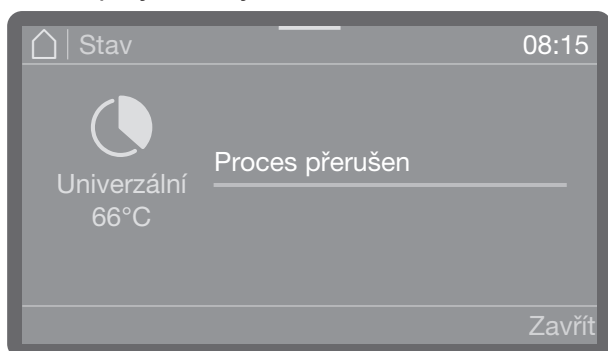 Stav
08:15
Univerzální
66°C
Proces přerušen
Zavřít